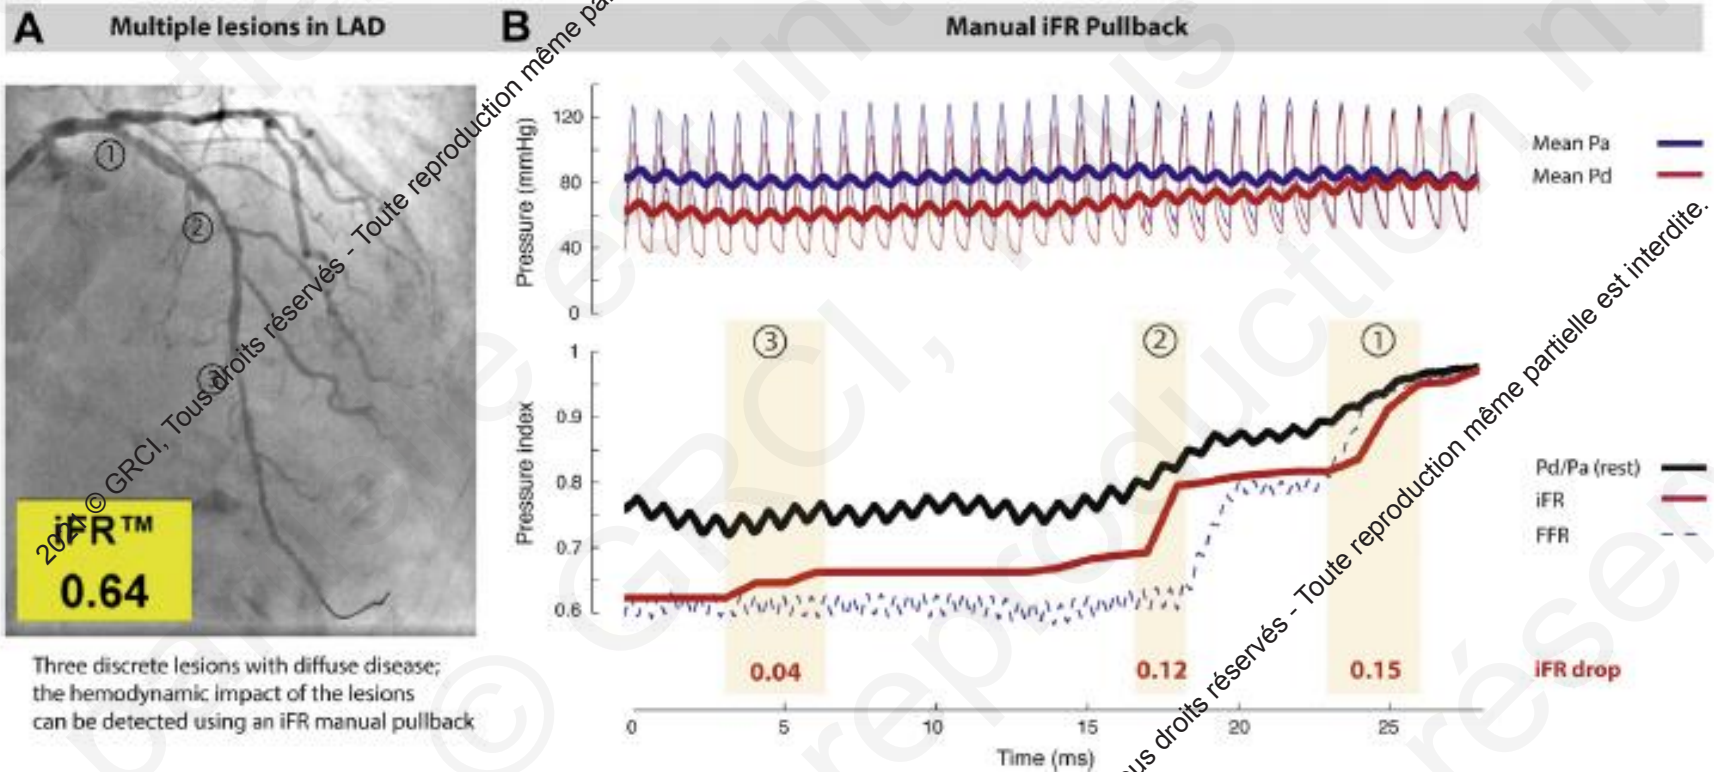 A Multiple lesions in LAD
B Manual iFR Pullback
①
②
③
iFR™
0.64
Three discrete lesions with diffuse disease;
the hemodynamic impact of the lesions
can be detected using an iFR manual pullback
Pressure (mmHg)
120
80
40
0
Mean Pa
Mean Pd
③ ② ①
Pressure index
1
0.9
0.8
0.7
0.6
Pd/Pa (rest)
iFR
FFR
0.04 0.12 0.15 iFR drop
0 5 10 15 20 25
Time (ms)
© GRCI, Tous droits réservés - Toute reproduction même par
ous droits réservés - Toute reproduction même partielle est interdite.
© GRCI,